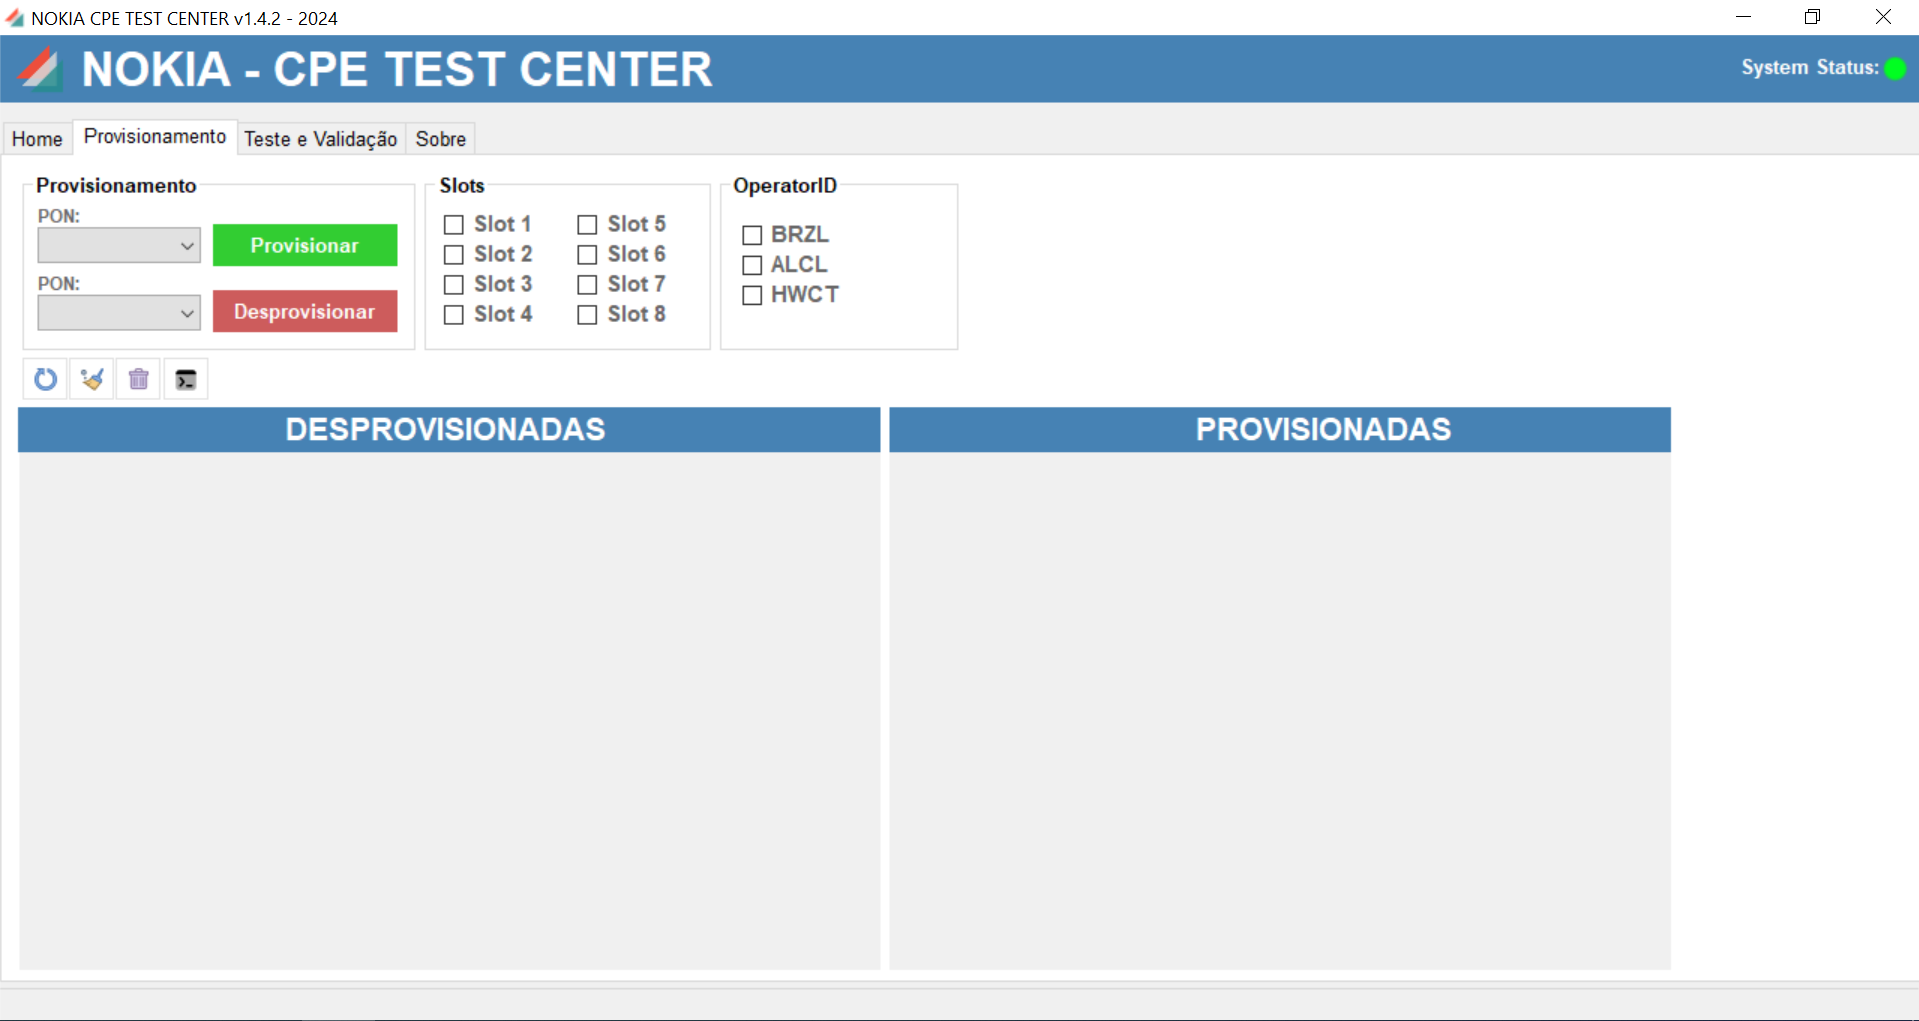 NOKIA CPE TEST CENTER v1.4.2 - 2024
NOKIA - CPE TEST CENTER
System Status:
Home
Provisionamento
Teste e Validação
Sobre
Provisionamento
PON:
Provisionar
PON:
Desprovisionar
Slots
Slot 1
Slot 2
Slot 3
Slot 4
Slot 5
Slot 6
Slot 7
Slot 8
OperatorID
BRZL
ALCL
HWCT
DESPROVISIONADAS
PROVISIONADAS